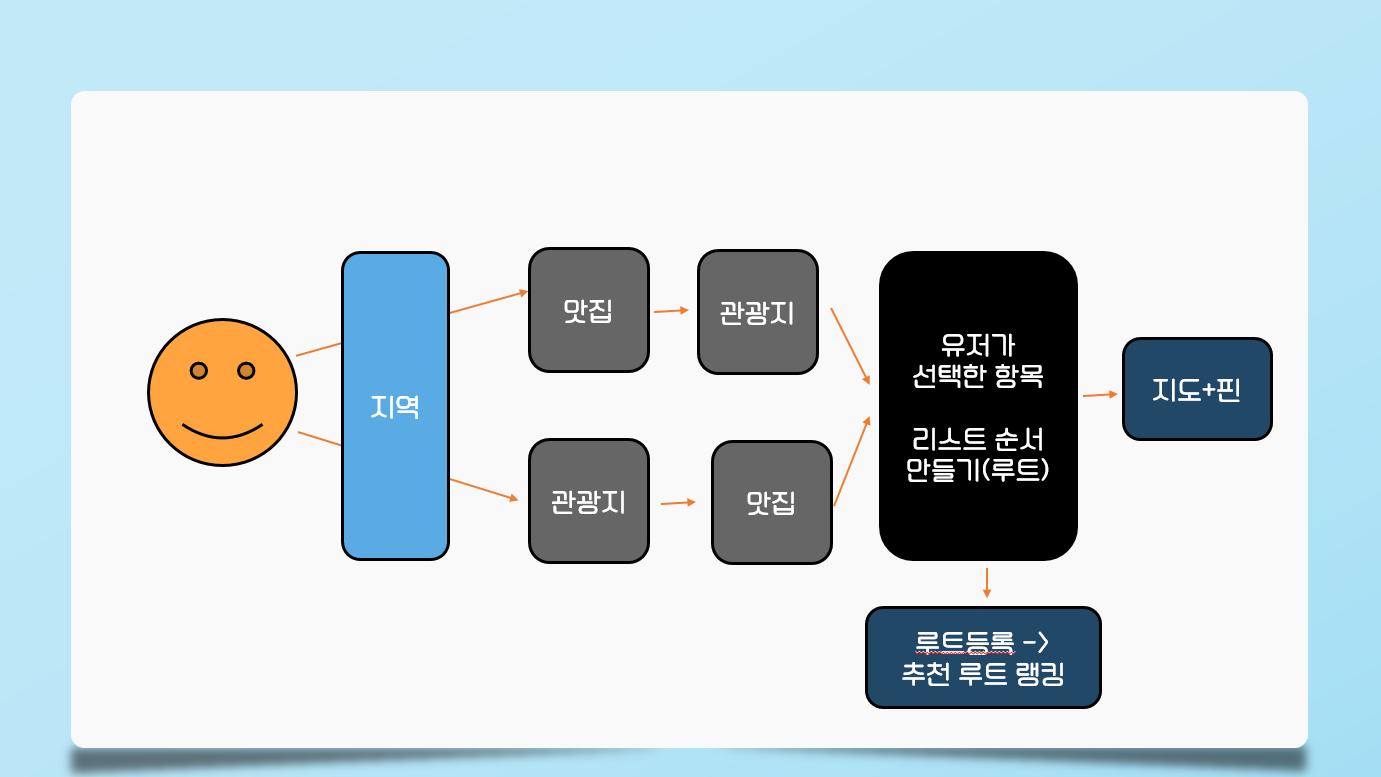 지역
맛집
관광지
관광지
맛집
유저가
선택한 항목
리스트 순서
만들기(루트)
지도+핀
루트등록 ->
추천 루트 랭킹